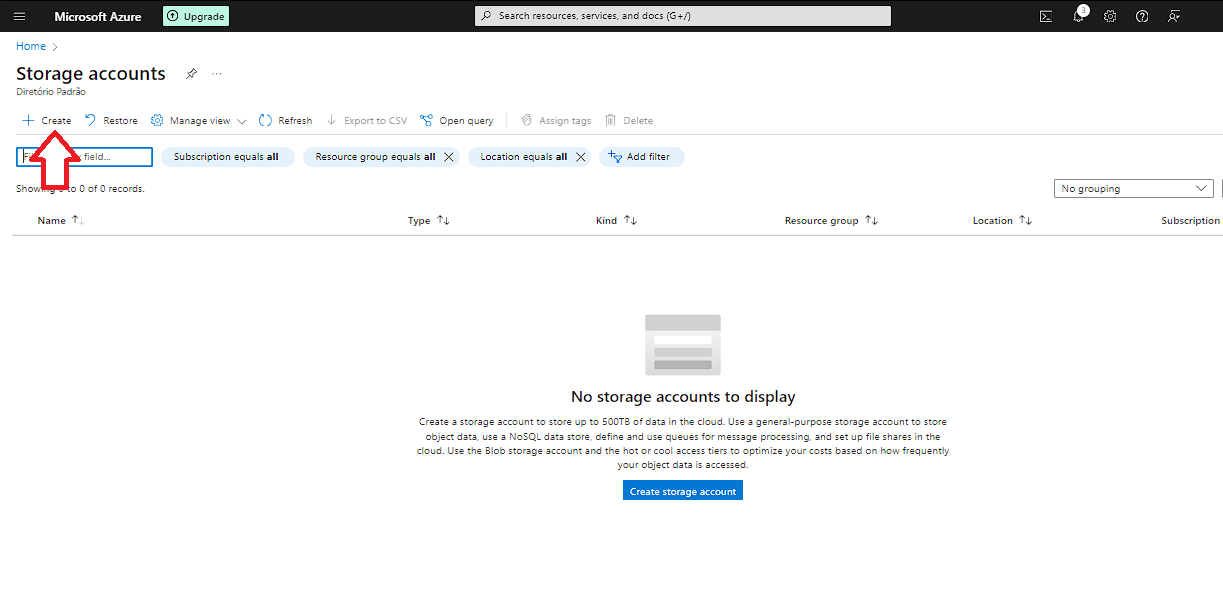 Microsoft Azure Upgrade Search resources, services, and docs (G+/) 3
Home
Storage accounts ...
Diretório Padrão
Create Restore Manage view Refresh Export to CSV Open query Assign tags Delete
field... Subscription equals all Resource group equals all Location equals all Add filter
Showing to 0 of 0 records. No grouping
Name Type Kind Resource group Location Subscription
No storage accounts to display
Create a storage account to store up to 500TB of data in the cloud. Use a general-purpose storage account to store
object data, use a NoSQL data store, define and use queues for message processing, and set up file shares in the
cloud. Use the Blob storage account and the hot or cool access tiers to optimize your costs based on how frequently
your object data is accessed.
Create storage account